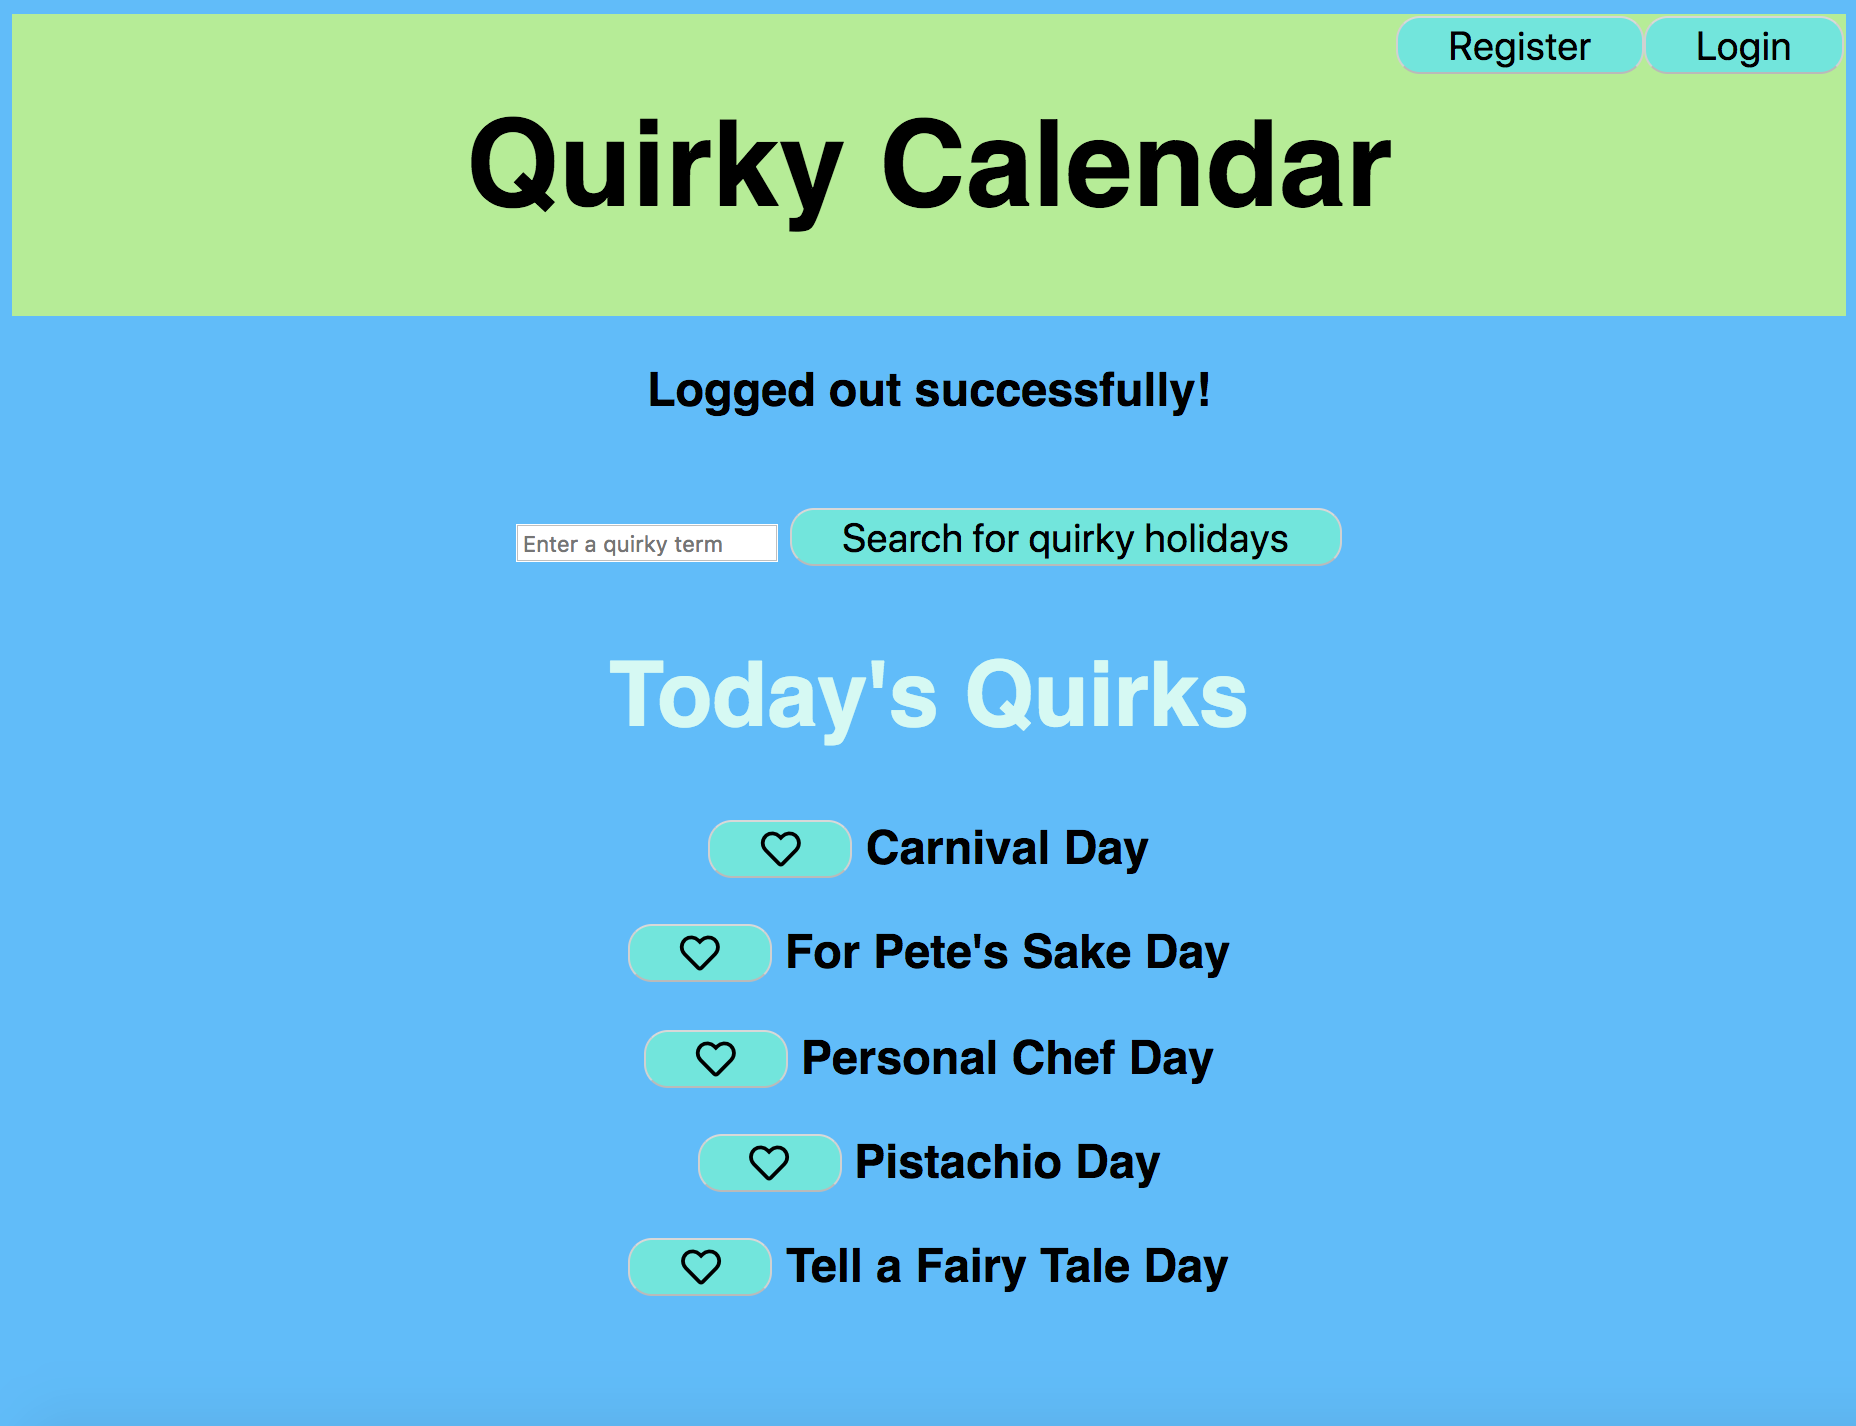 Register Login
Quirky Calendar
Logged out successfully!
Enter a quirky term Search for quirky holidays
Today's Quirks
Carnival Day
For Pete's Sake Day
Personal Chef Day
Pistachio Day
Tell a Fairy Tale Day